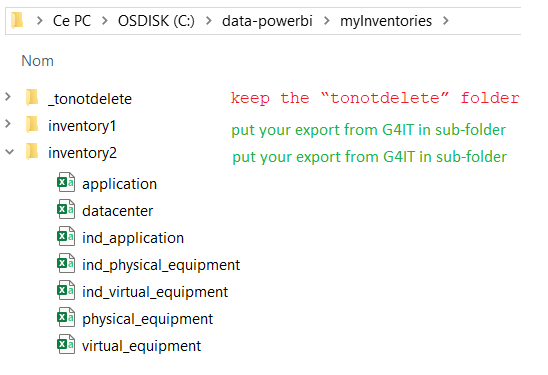 Ce PC > OSDISK (C:) > data-powerbi > myInventories >
Nom
_tonotdelete keep the “tonotdelete” folder
inventory1 put your export from G4IT in sub-folder
inventory2 put your export from G4IT in sub-folder
application
datacenter
ind_application
ind_physical_equipment
ind_virtual_equipment
physical_equipment
virtual_equipment